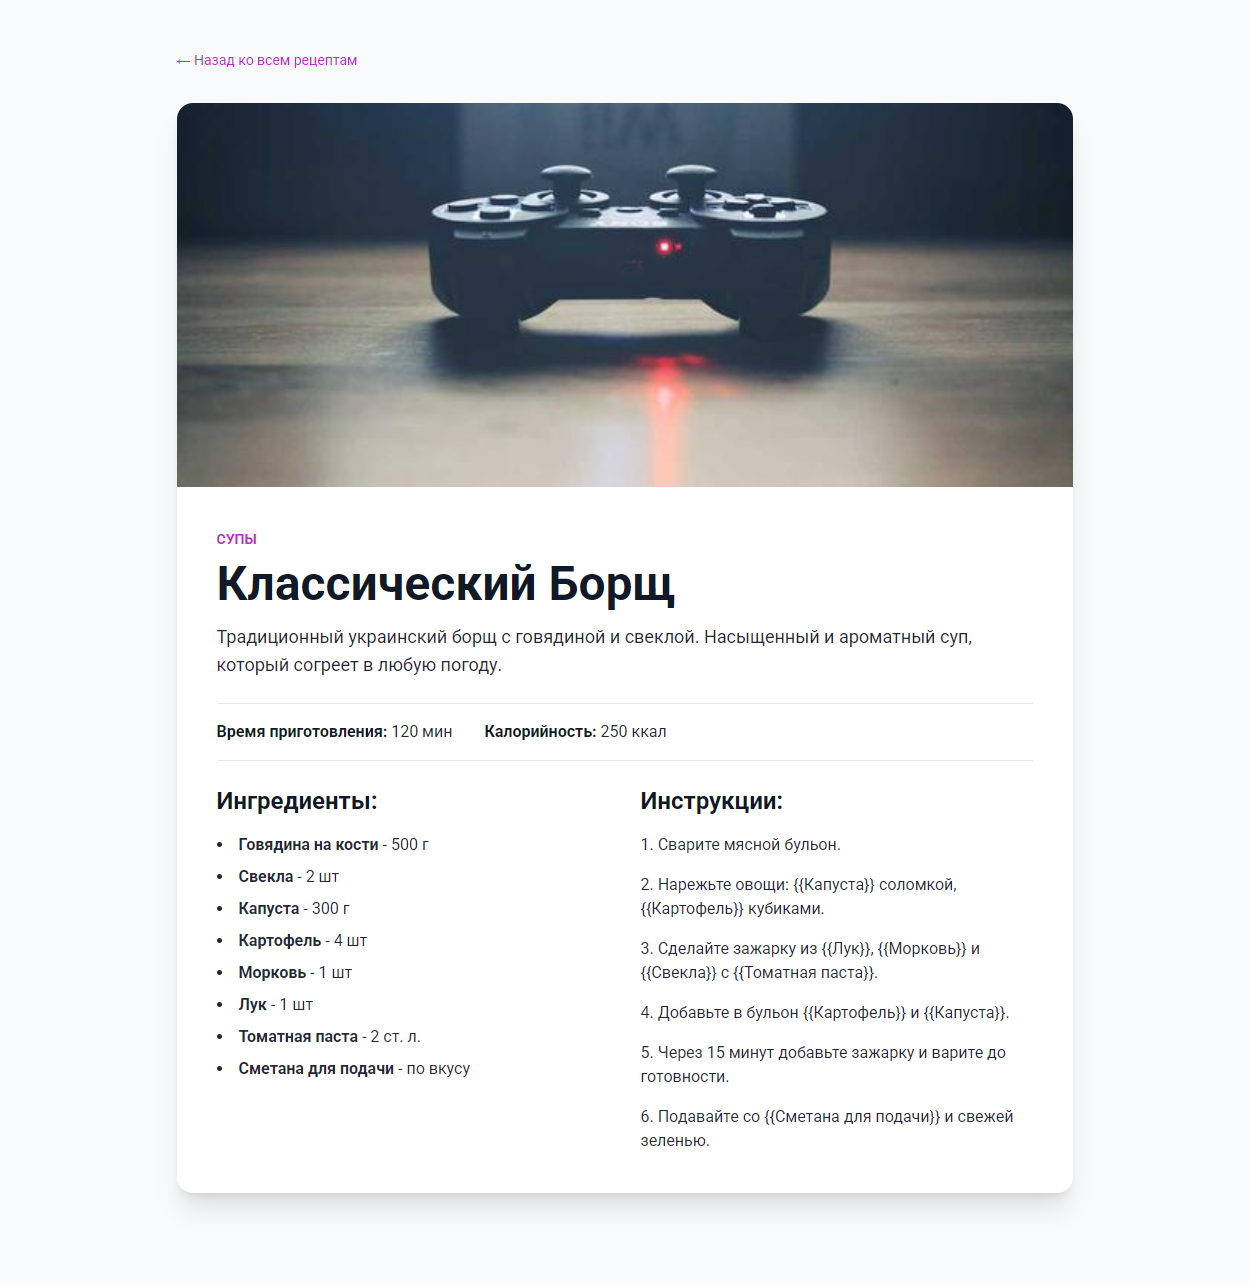 ← Назад ко всем рецептам
СУПЫ
Классический Борщ
Традиционный украинский борщ с говядиной и свеклой. Насыщенный и ароматный суп,
который согреет в любую погоду.
Время приготовления: 120 мин Калорийность: 250 ккал
Ингредиенты:
• Говядина на кости - 500 г
• Свекла - 2 шт
• Капуста - 300 г
• Картофель - 4 шт
• Морковь - 1 шт
• Лук - 1 шт
• Томатная паста - 2 ст. л.
• Сметана для подачи - по вкусу
Инструкции:
1. Сварите мясной бульон.
2. Нарежьте овощи: {{Капуста}} соломкой,
{{Картофель}} кубиками.
3. Сделайте зажарку из {{Лук}}, {{Морковь}} и
{{Свекла}} с {{Томатная паста}}.
4. Добавьте в бульон {{Картофель}} и {{Капуста}}.
5. Через 15 минут добавьте зажарку и варите до
готовности.
6. Подавайте со {{Сметана для подачи}} и свежей
зеленью.